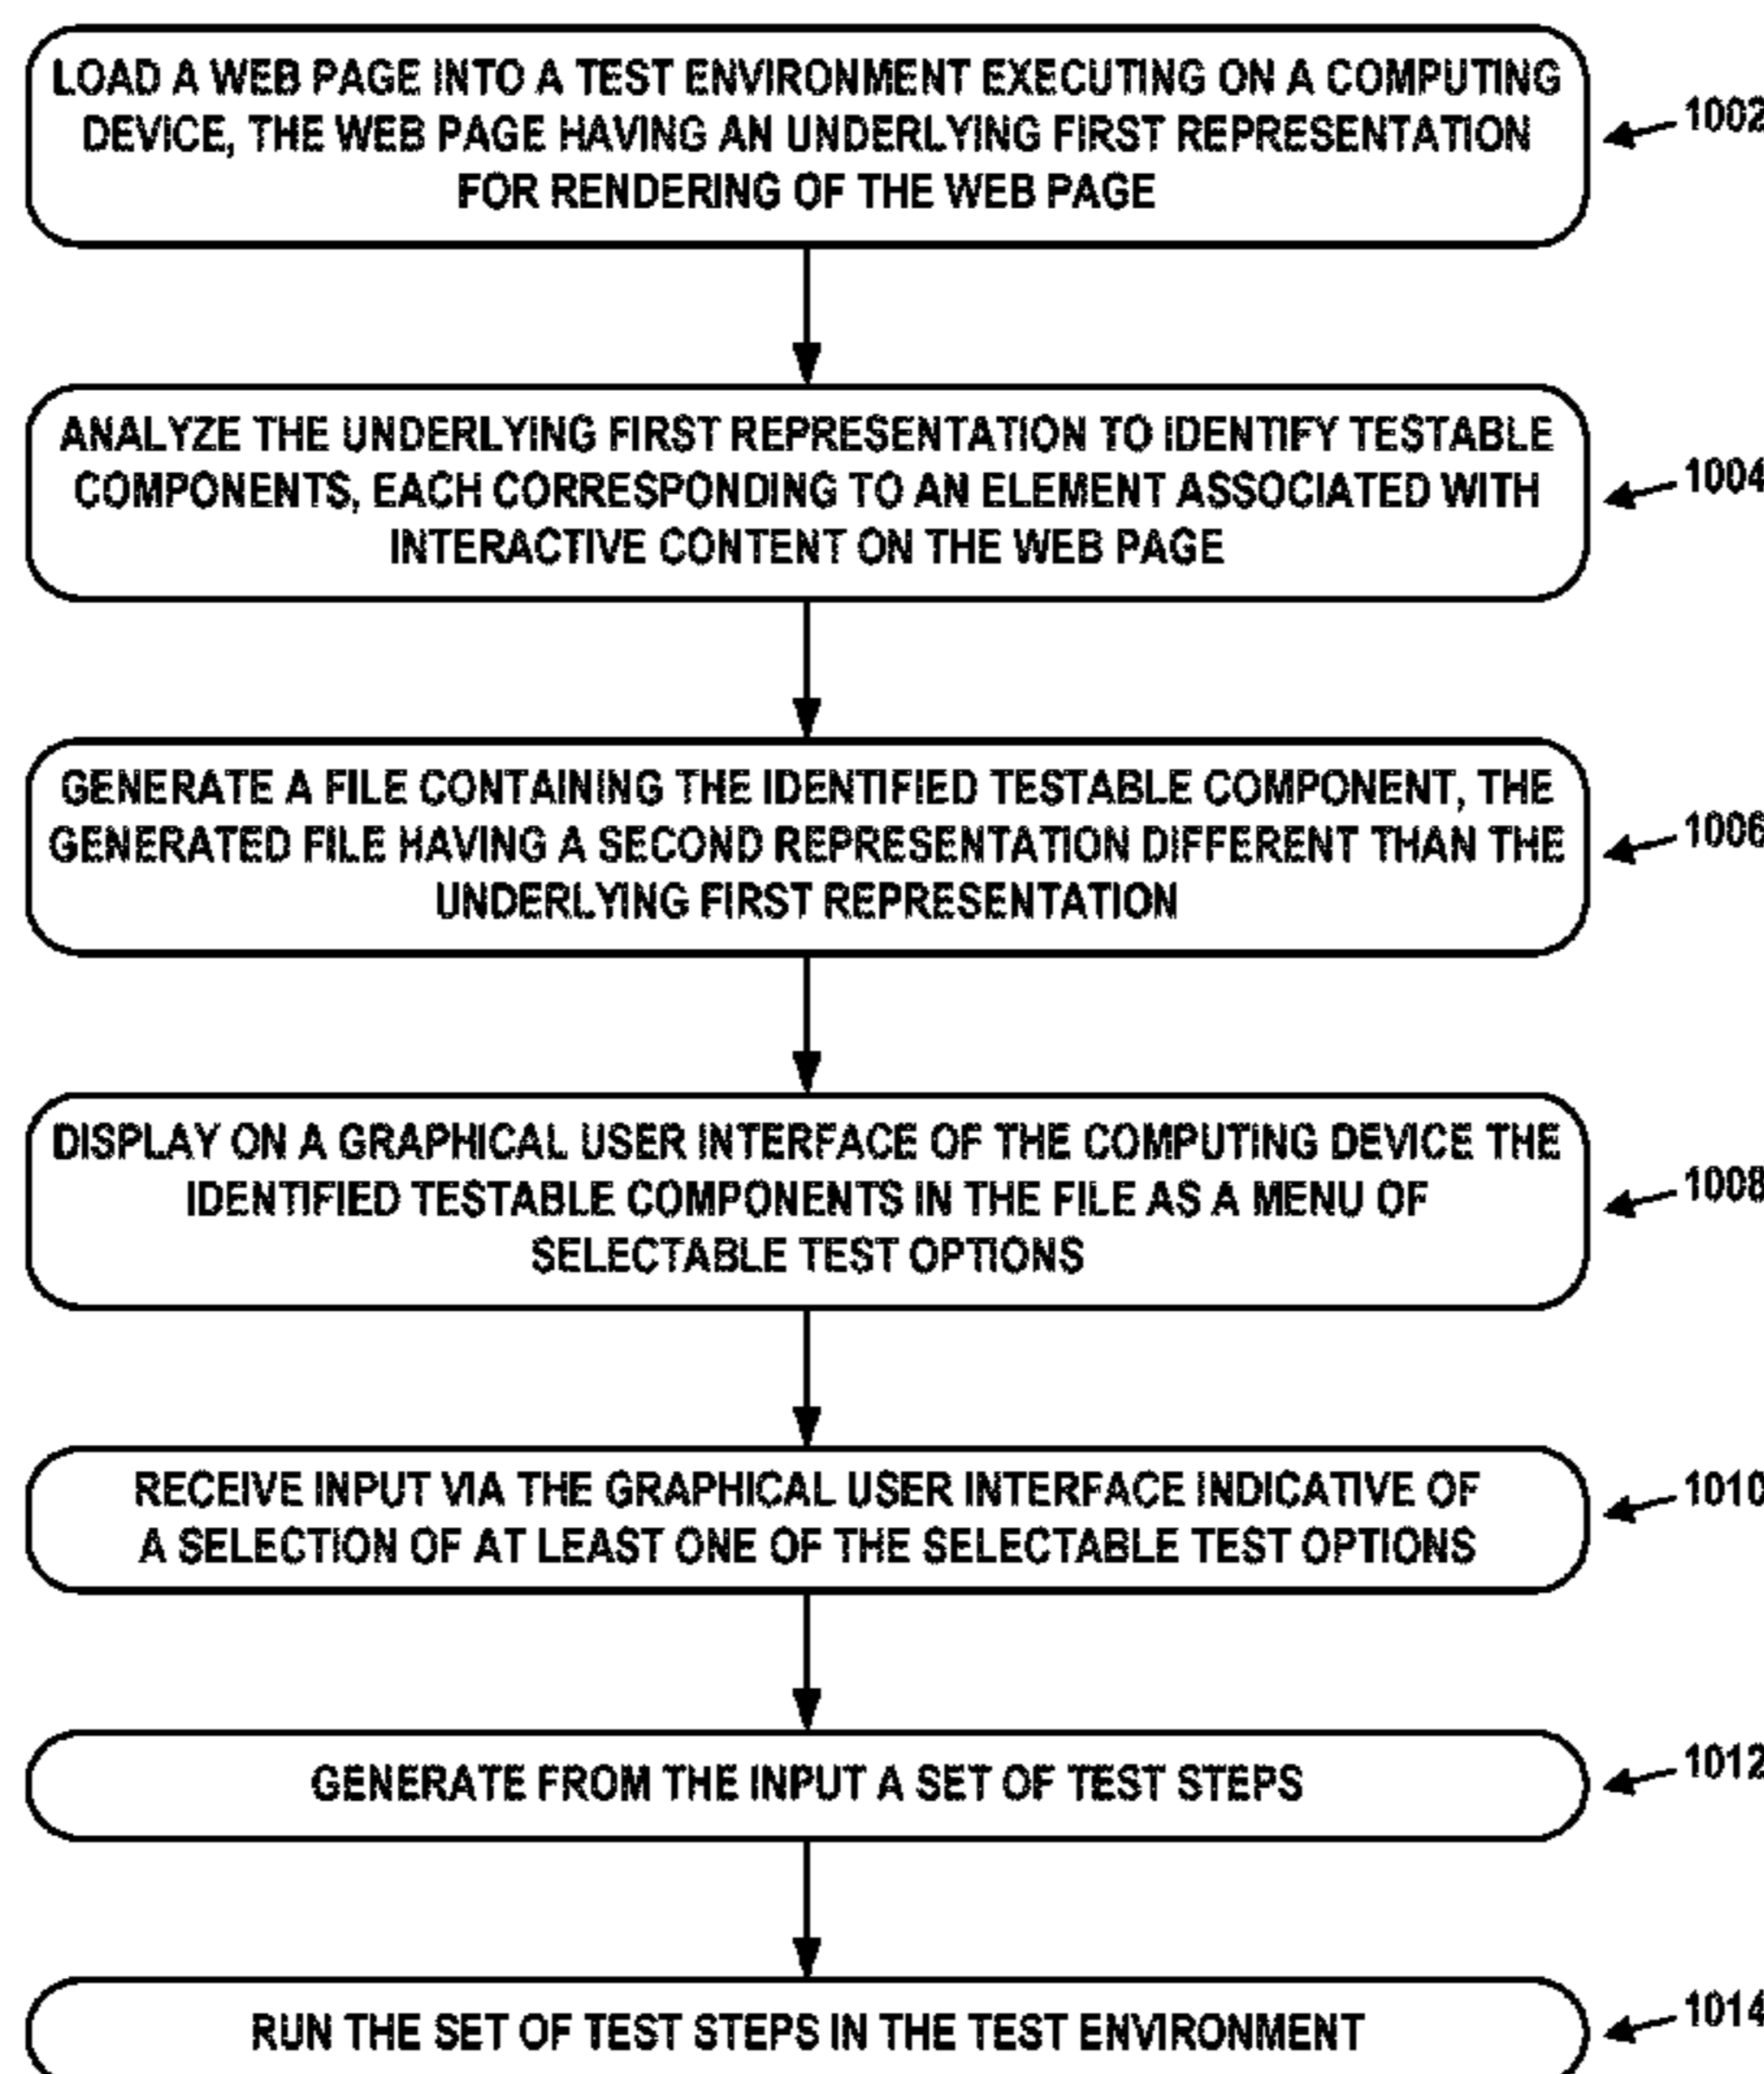 LOAD A WEB PAGE INTO A TEST ENVIRONMENT EXECUTING ON A COMPUTING
DEVICE, THE WEB PAGE HAVING AN UNDERLYING FIRST REPRESENTATION
FOR RENDERING OF THE WEB PAGE
1002
ANALYZE THE UNDERLYING FIRST REPRESENTATION TO IDENTIFY TESTABLE
COMPONENTS, EACH CORRESPONDING TO AN ELEMENT ASSOCIATED WITH
INTERACTIVE CONTENT ON THE WEB PAGE
1004
GENERATE A FILE CONTAINING THE IDENTIFIED TESTABLE COMPONENT, THE
GENERATED FILE HAVING A SECOND REPRESENTATION DIFFERENT THAN THE
UNDERLYING FIRST REPRESENTATION
1006
DISPLAY ON A GRAPHICAL USER INTERFACE OF THE COMPUTING DEVICE THE
IDENTIFIED TESTABLE COMPONENTS IN THE FILE AS A MENU OF
SELECTABLE TEST OPTIONS
1008
RECEIVE INPUT VIA THE GRAPHICAL USER INTERFACE INDICATIVE OF
A SELECTION OF AT LEAST ONE OF THE SELECTABLE TEST OPTIONS
1010
GENERATE FROM THE INPUT A SET OF TEST STEPS
1012
RUN THE SET OF TEST STEPS IN THE TEST ENVIRONMENT
1014